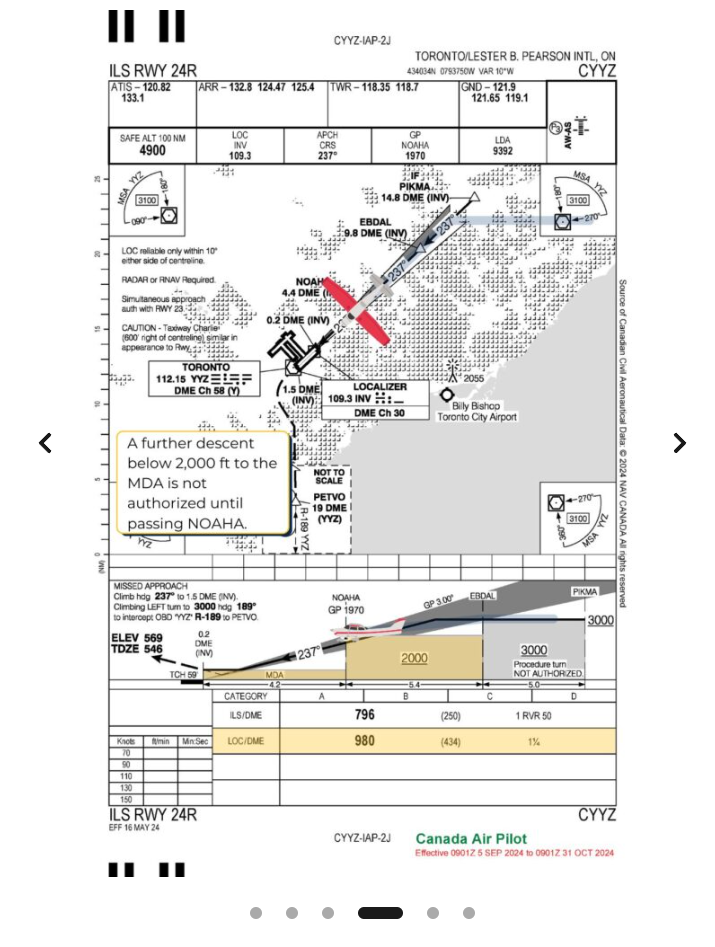 CYYZ-IAP-2J
TORONTO/LESTER B. PEARSON INTL, ON
ILS RWY 24R
434034N 0793750W VAR 10°W
CYYZ
ATIS – 120.82
133.1
ARR – 132.8 124.47 125.4
TWR – 118.35 118.7
GND – 121.9
121.65 119.1
SAFE ALT 100 NM
4900
LOC
INV
109.3
APCH
CRS
237°
GP
NOAHA
1970
LDA
9392
AW-AS
MSA YYZ
3100
180°
090°
IF
PIKMA
14.8 DME (INV)
MSA YYZ
3100
180°
270°
EBDAL
9.8 DME (INV)
237°
237°
LOC reliable only within 10°
either side of centreline.
RADAR or RNAV Required.
Simultaneous approach
auth with RWY 23.
CAUTION - Taxiway Charlie
(600' right of centreline) similar in
appearance to Rwy.
NOAH
4.4 DME (I
0.2 DME (INV)
TORONTO
112.15 YYZ
DME Ch 58 (Y)
1.5 DME
(INV)
LOCALIZER
109.3 INV
DME Ch 30
2055
Billy Bishop
Toronto City Airport
A further descent
below 2,000 ft to the
MDA is not
authorized until
passing NOAHA.
NOT TO
SCALE
PETVO
19 DME
(YYZ)
R-189 YYZ
270°
3100
360°
MSA YYZ
25
20
15
10
5
0
(NM)
Source of Canadian Civil Aeronautical Data: © 2024 NAV CANADA All rights reserved
MISSED APPROACH
Climb hdg 237° to 1.5 DME (INV).
Climbing LEFT turn to 3000 hdg 189°
to intercept OBD "YYZ" R-189 to PETVO.
ELEV 569
TDZE 546
0.2
DME
(INV)
NOAHA
GP 1970
GP 3.00°
EBDAL
PIKMA
3000
237°
2000
3000
Procedure turn
NOT AUTHORIZED.
TCH 59'
MDA
4.2
5.4
5.0
CATEGORY A B C D
ILS/DME 796 (250) 1 RVR 50
LOC/DME 980 (434) 1¼
Knots ft/min Min:Sec
70
90
110
130
150
ILS RWY 24R
CYYZ
EFF 16 MAY 24
CYYZ-IAP-2J
Canada Air Pilot
Effective 0901Z 5 SEP 2024 to 0901Z 31 OCT 2024